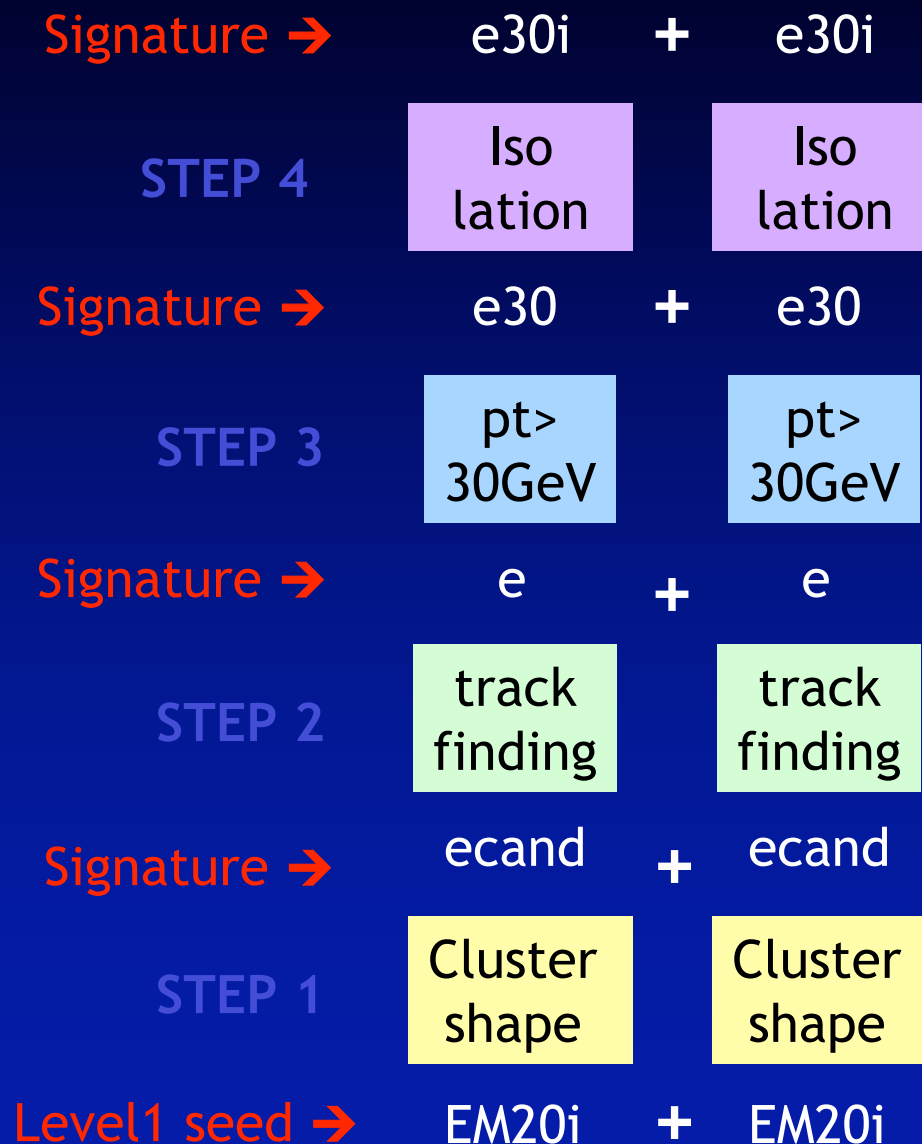 Signature ➔ e30i + e30i
STEP 4
Iso
lation
Iso
lation
Signature ➔ e30 + e30
STEP 3
pt>
30GeV
pt>
30GeV
Signature ➔ e + e
STEP 2
track
finding
track
finding
Signature ➔ ecand + ecand
STEP 1
Cluster
shape
Cluster
shape
Level1 seed ➔ EM20i + EM20i